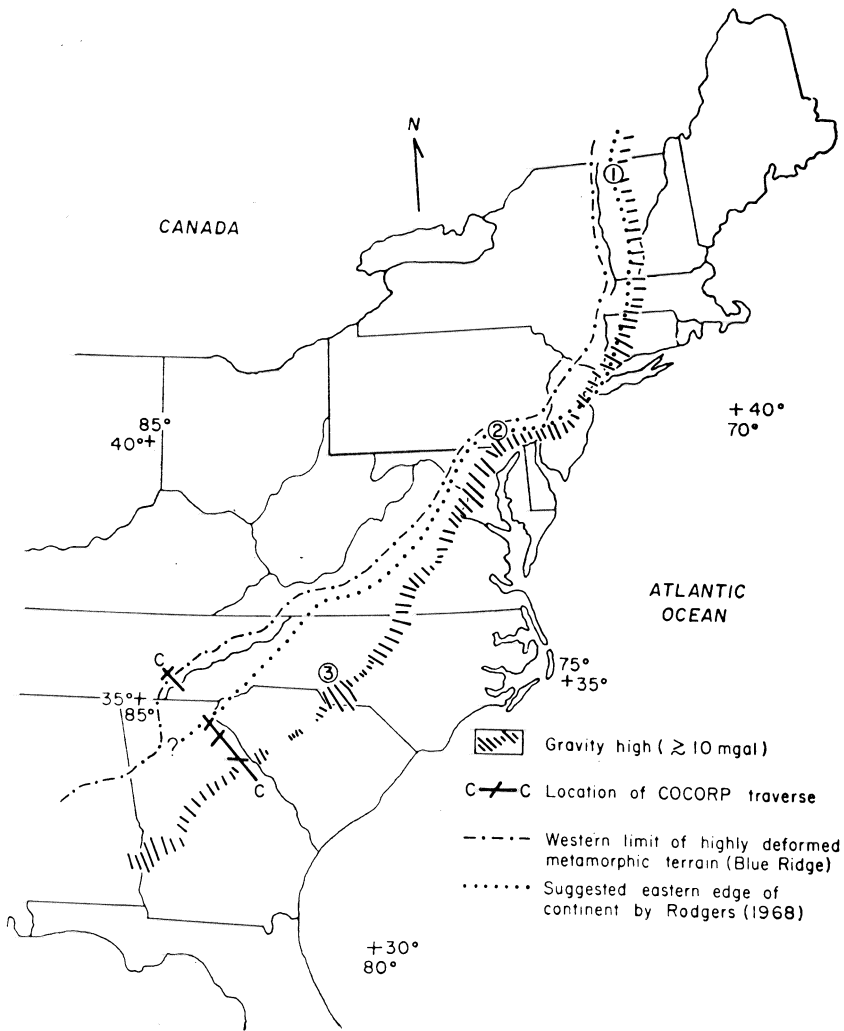 N
①
CANADA
+40°
70°
85°
40°+
②
ATLANTIC
OCEAN
C
③
75°
+35°
35°+
85°
?
C
Gravity high (≳ 10 mgal)
C C Location of COCORP traverse
Western limit of highly deformed
metamorphic terrain (Blue Ridge)
Suggested eastern edge of
continent by Rodgers (1968)
+30°
80°